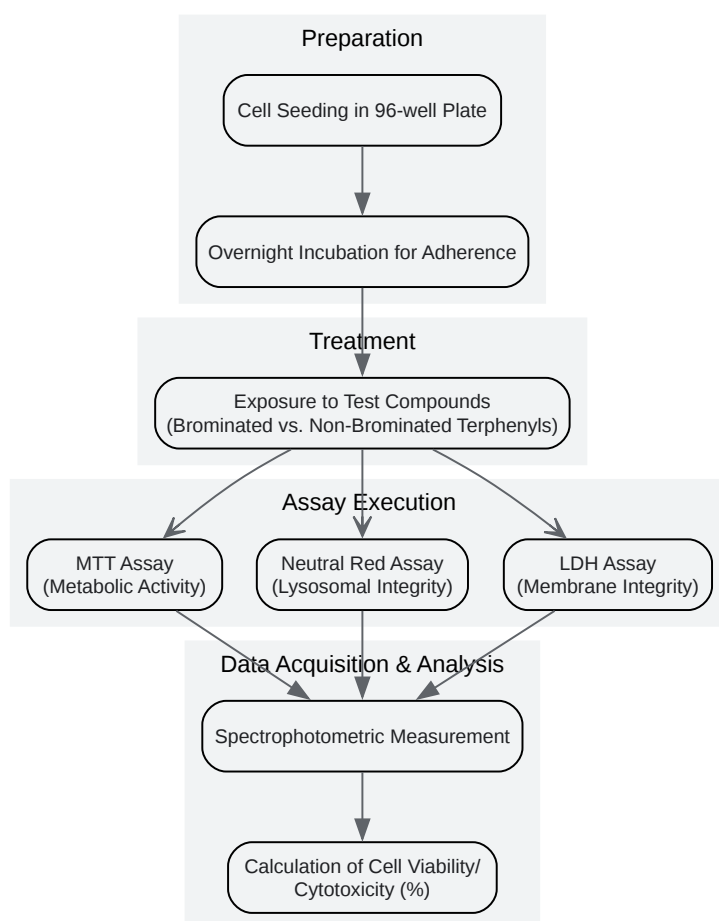 Preparation
Cell Seeding in 96-well Plate
Overnight Incubation for Adherence
Treatment
Exposure to Test Compounds
(Brominated vs. Non-Brominated Terphenyls)
Assay Execution
MTT Assay
(Metabolic Activity)
Neutral Red Assay
(Lysosomal Integrity)
LDH Assay
(Membrane Integrity)
Data Acquisition & Analysis
Spectrophotometric Measurement
Calculation of Cell Viability/
Cytotoxicity (%)